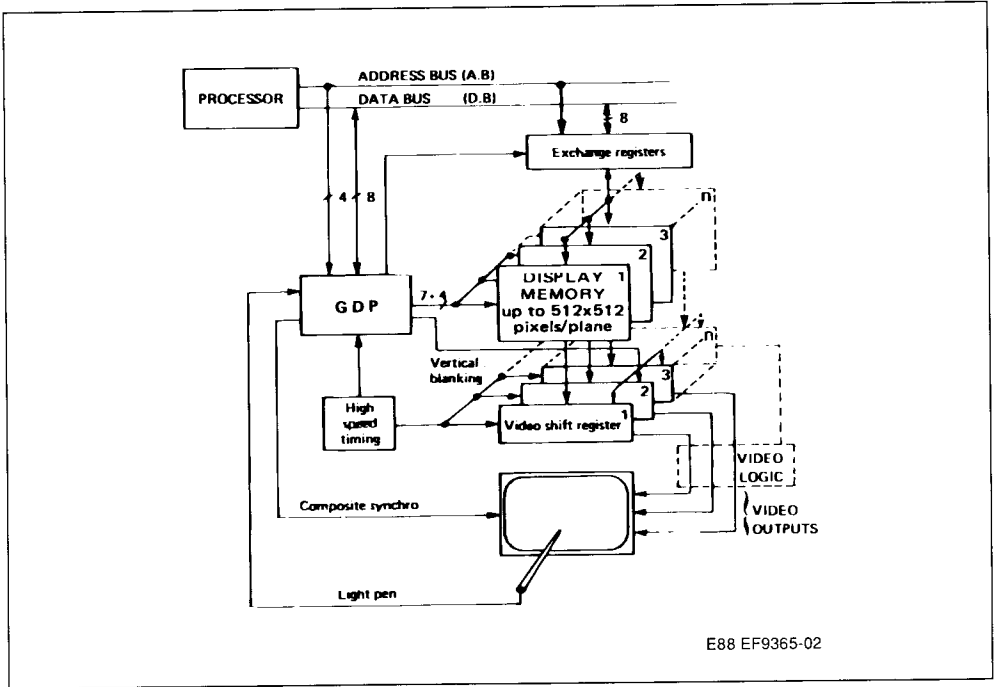 ADDRESS BUS (A.B)
PROCESSOR
DATA BUS (D.B)
8
Exchange registers
4 8
n
3
2
1
DISPLAY
MEMORY
up to 512x512
pixels/plane
GDP
7 + 4
n
Vertical
blanking
3
2
1
High
speed
timing
Video shift register
VIDEO
LOGIC
Composite synchro
VIDEO
OUTPUTS
Light pen
E88 EF9365-02